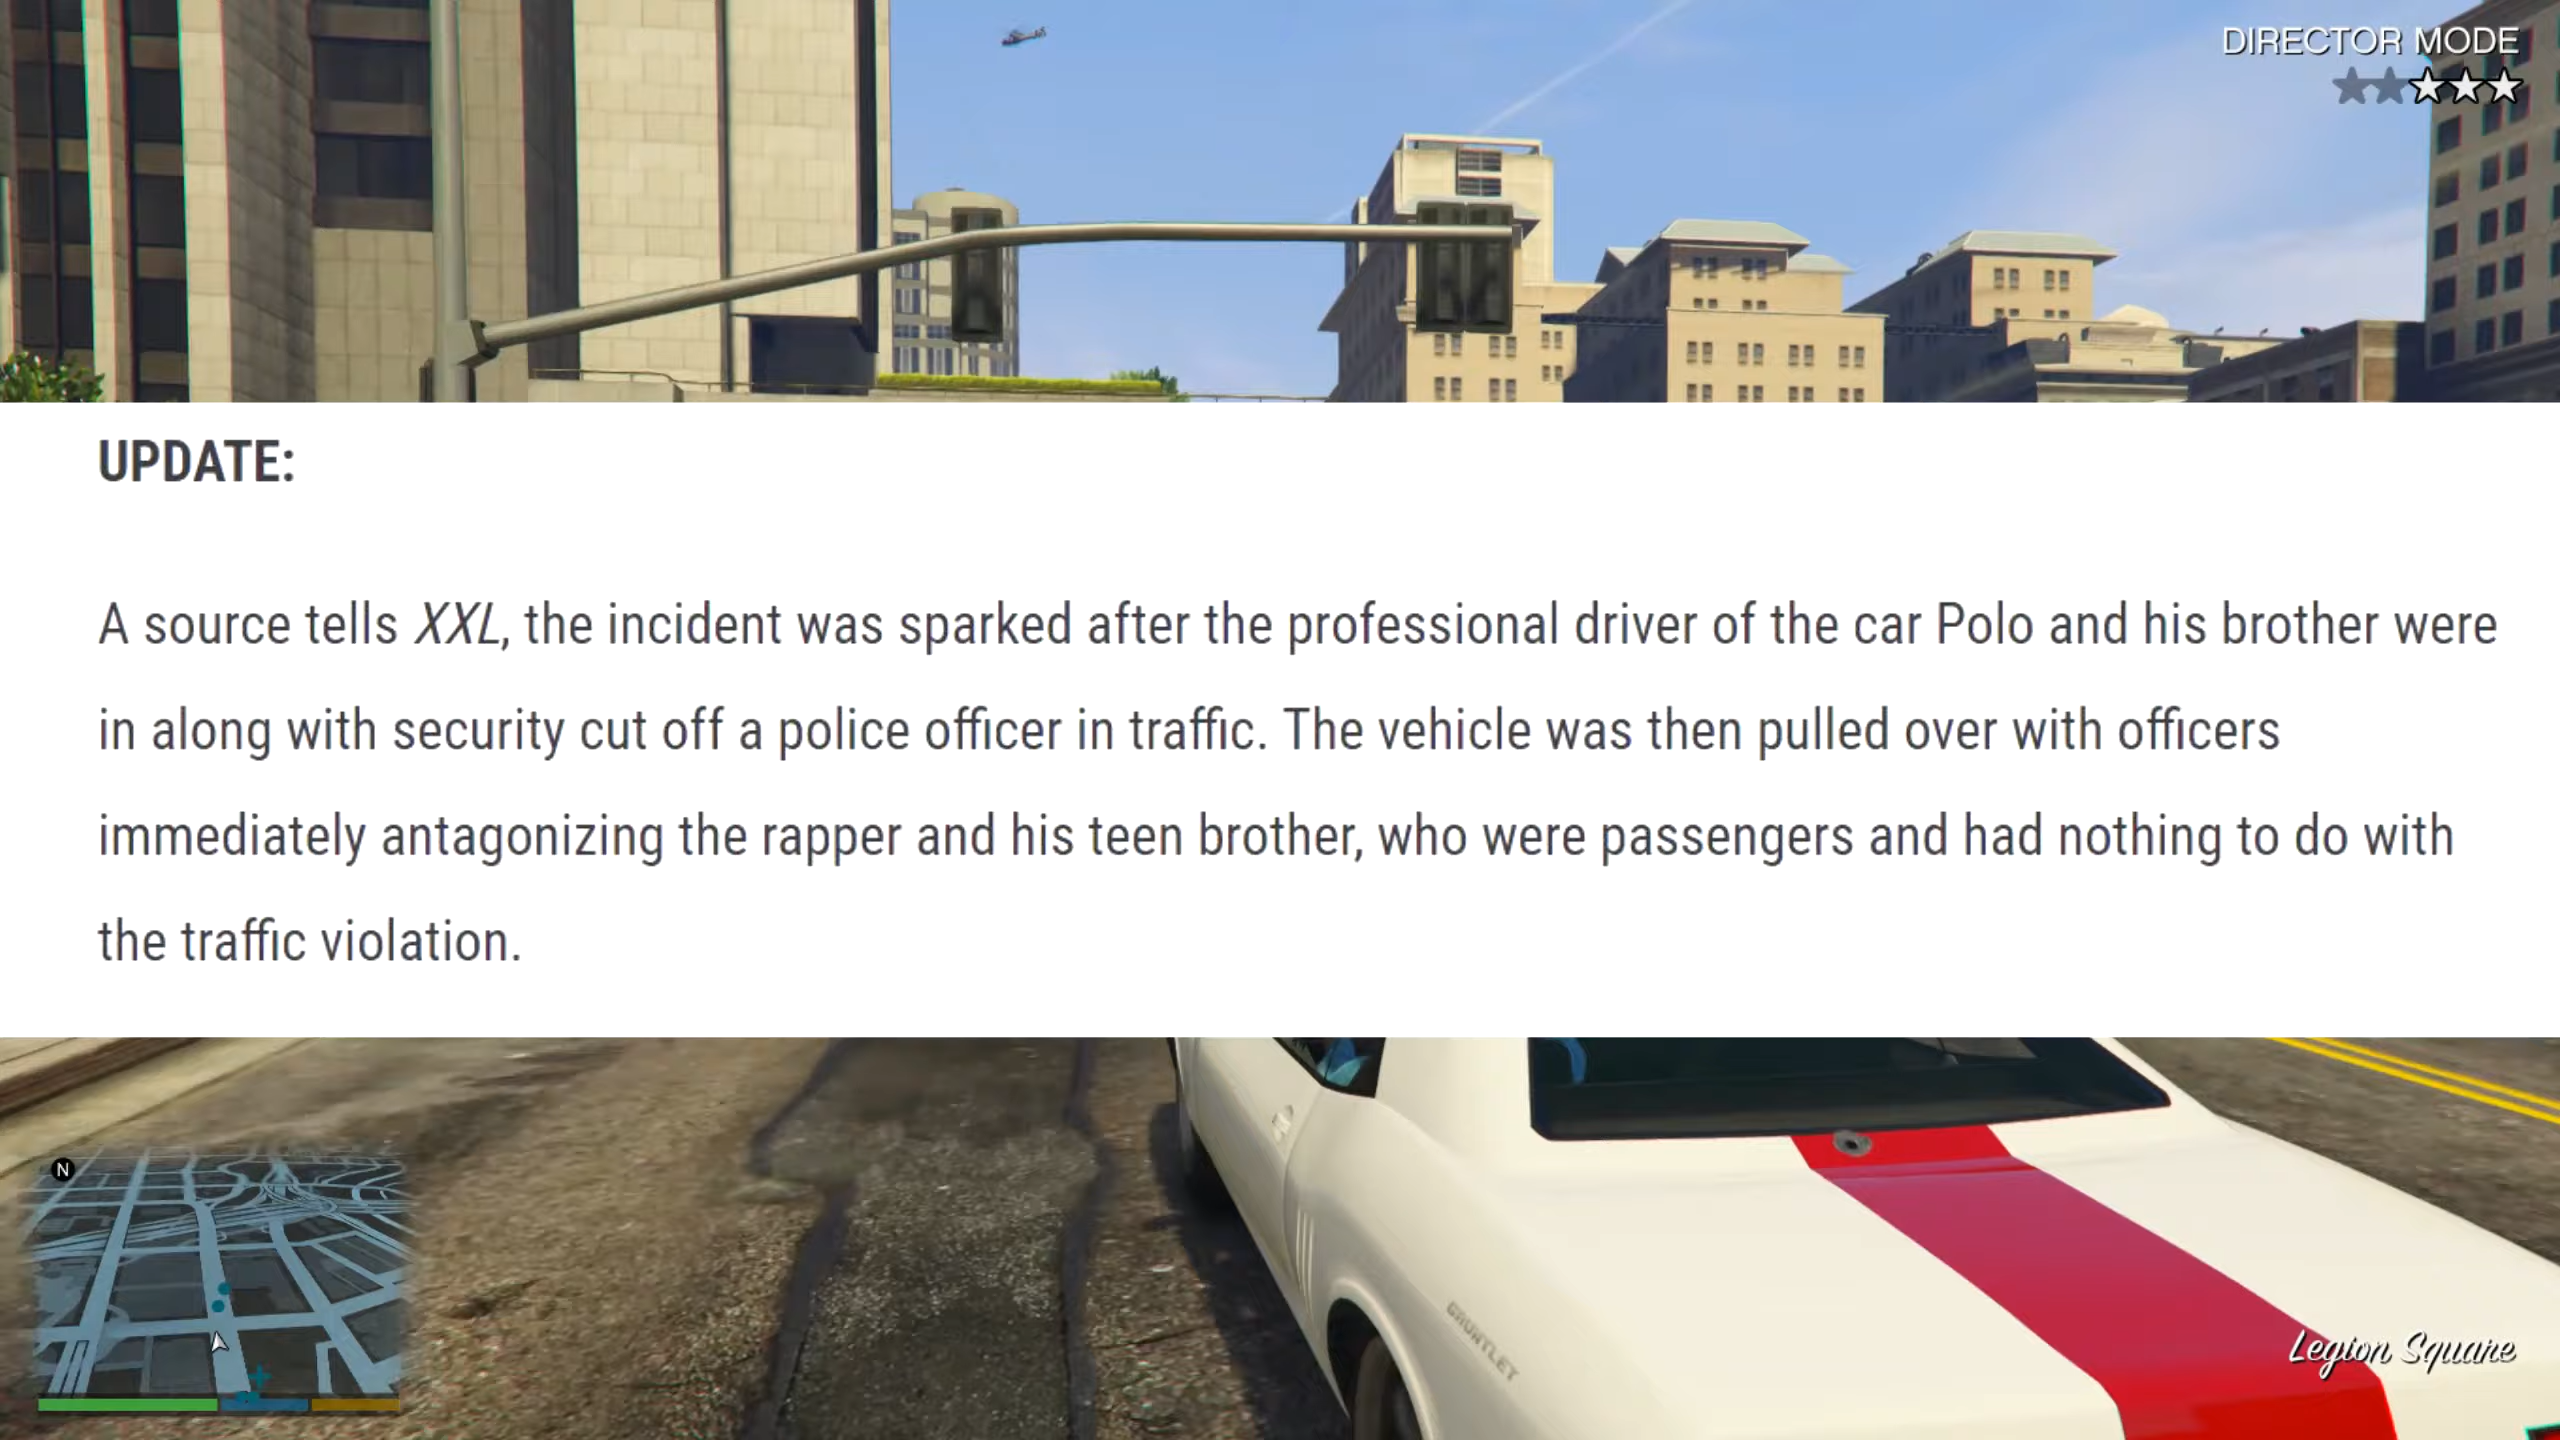 DIRECTOR MODE
UPDATE:
A source tells XXL, the incident was sparked after the professional driver of the car Polo and his brother were
in along with security cut off a police officer in traffic. The vehicle was then pulled over with officers
immediately antagonizing the rapper and his teen brother, who were passengers and had nothing to do with
the traffic violation.
N
GAUNTLET
Legion Square